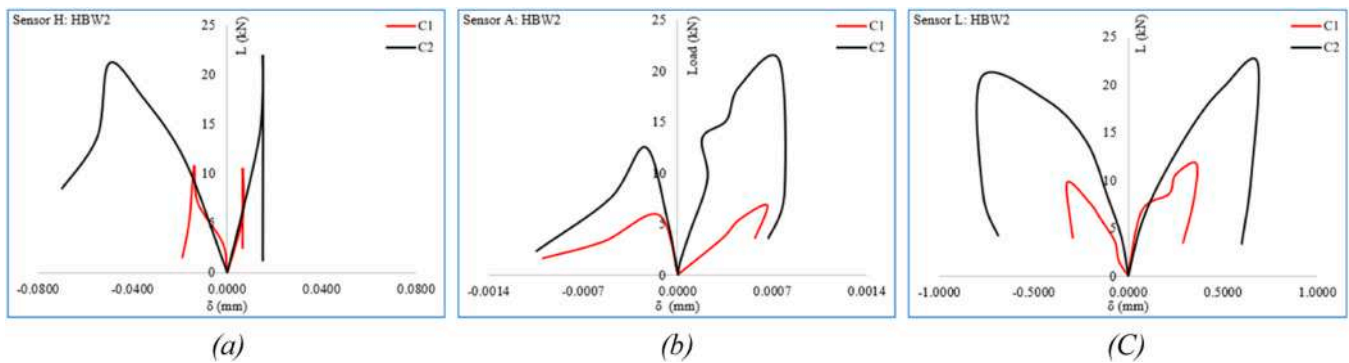 Sensor H: HBW2
L (kN)
C1
C2
25
20
15
10
5
0
-0.0800
-0.0400
0.0000
0.0400
0.0800
δ (mm)
(a)
Sensor A: HBW2
Load (kN)
C1
C2
25
20
15
10
5
0
-0.0014
-0.0007
0.0000
0.0007
0.0014
δ (mm)
(b)
Sensor L: HBW2
L (kN)
C1
C2
25
20
15
10
5
0
-1.0000
-0.5000
0.0000
0.5000
1.0000
δ (mm)
(C)